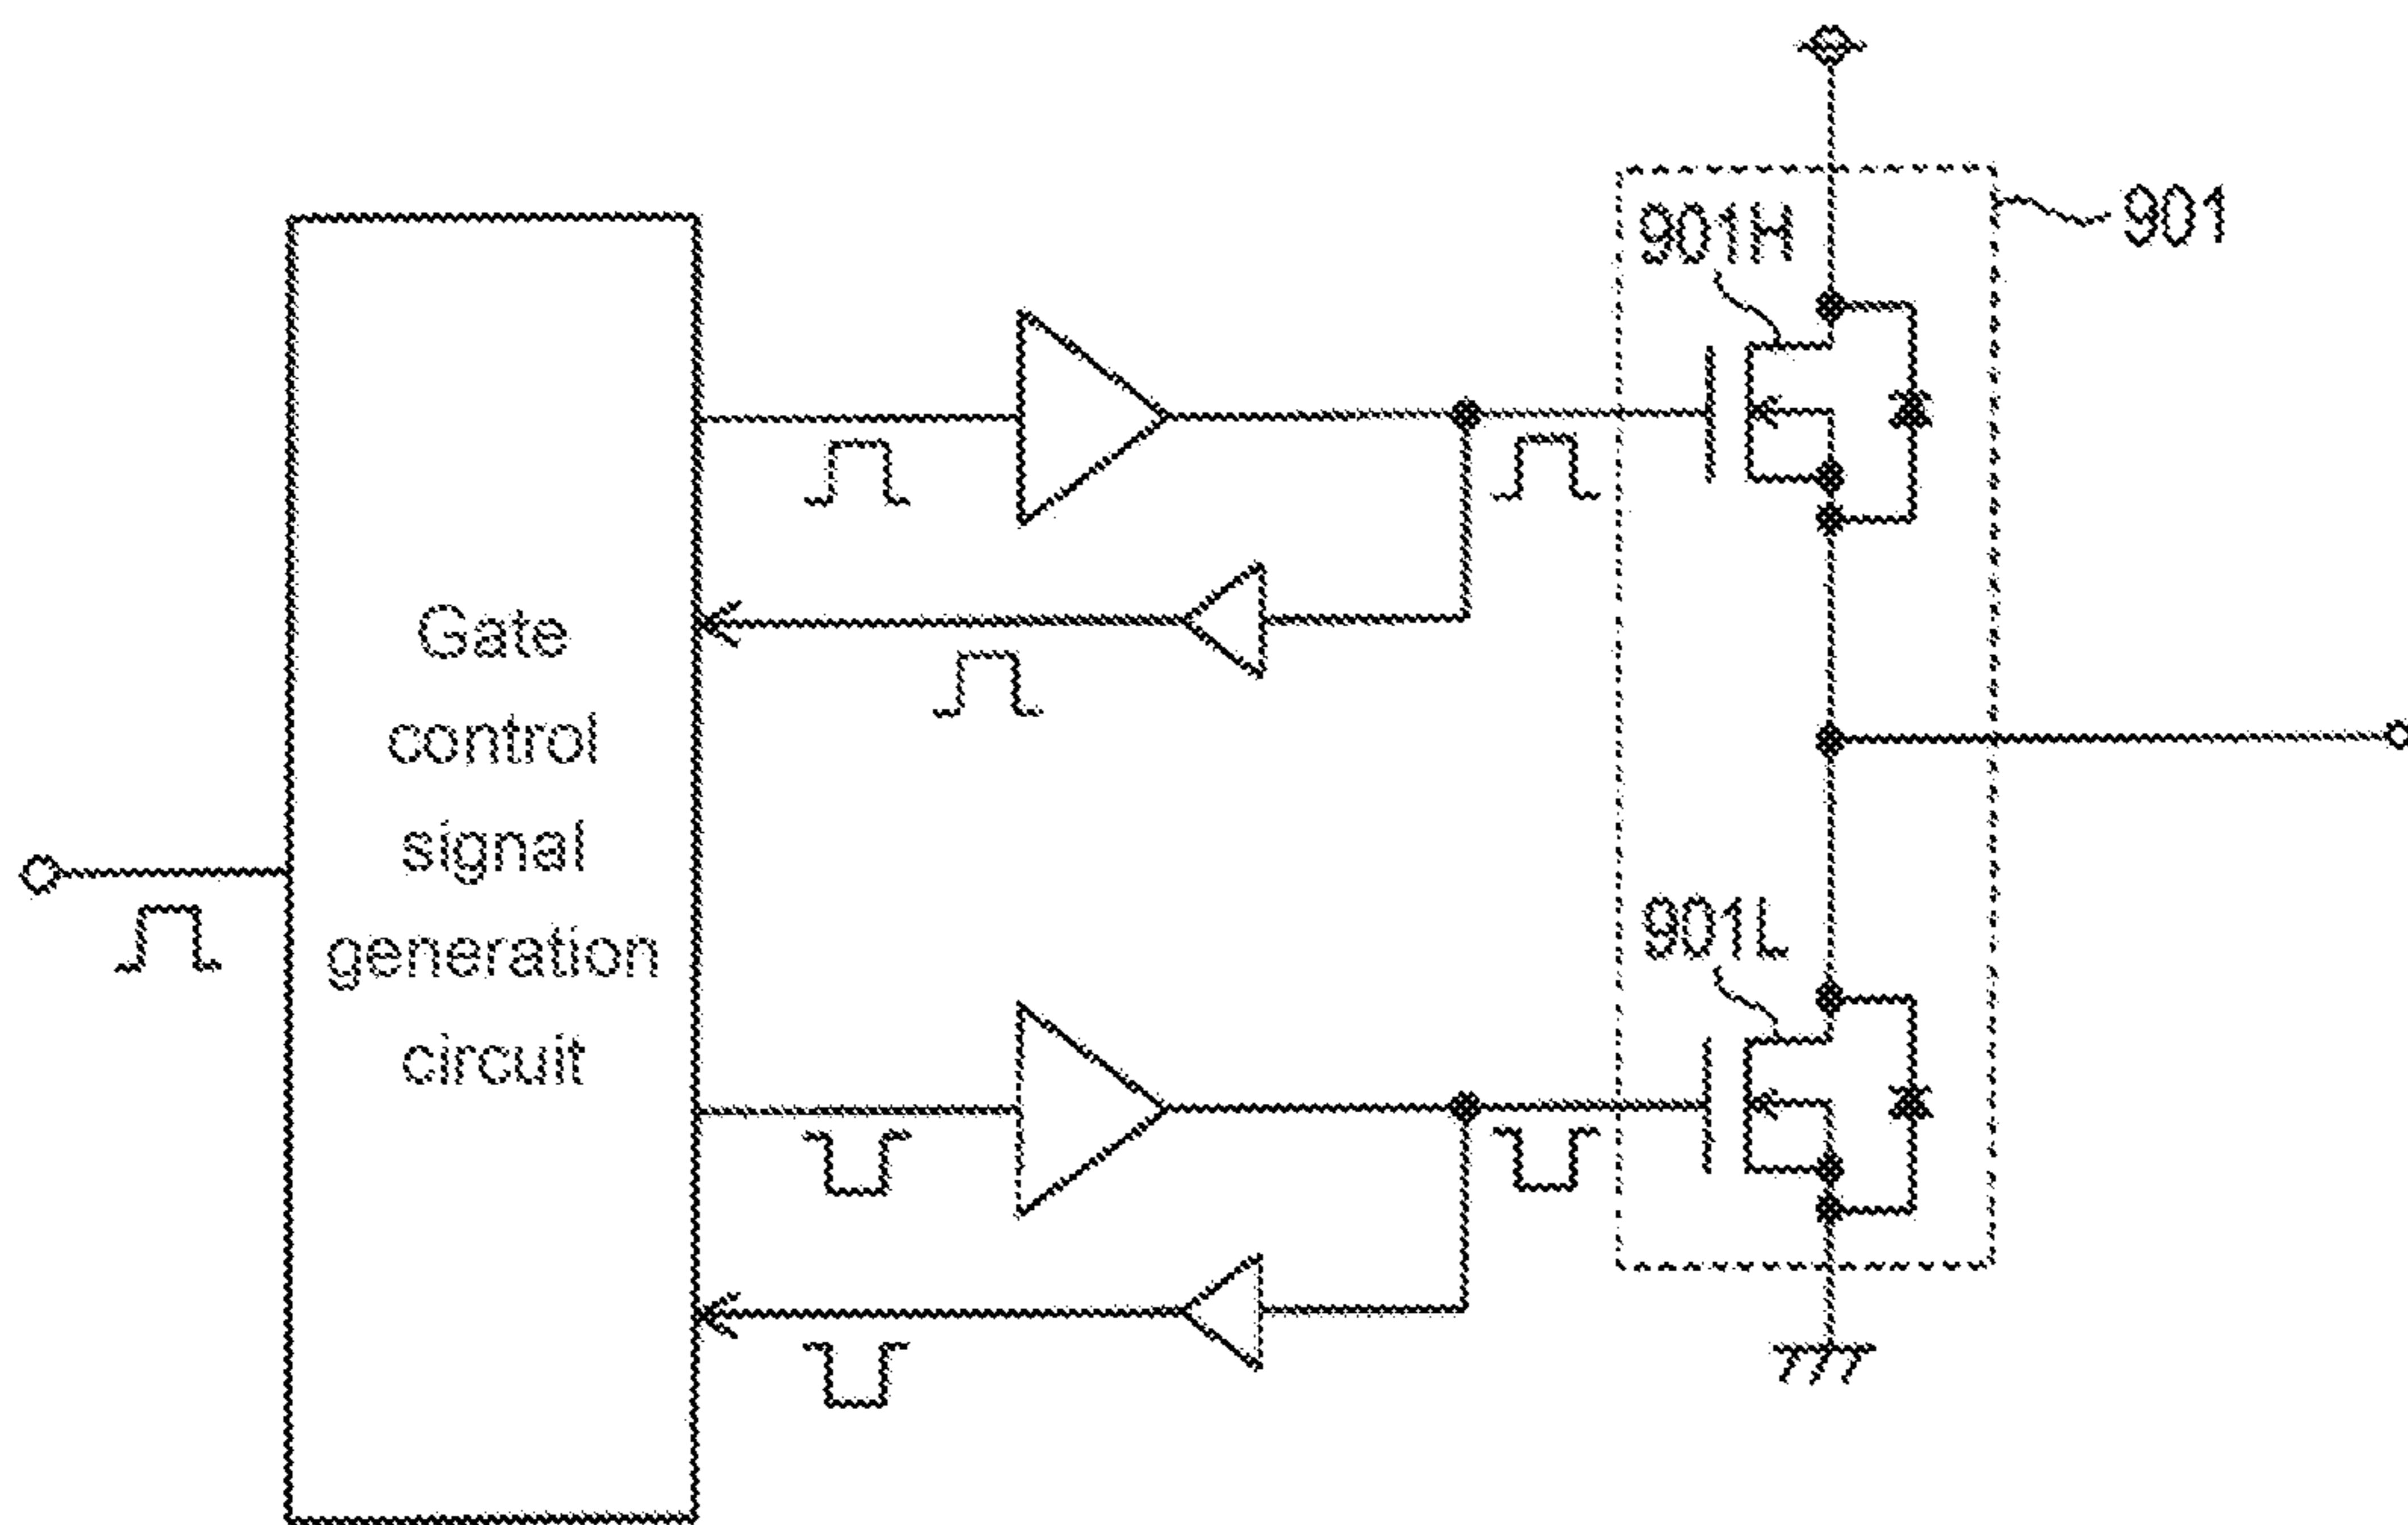 901
901H
Gate
control
signal
generation
circuit
901L